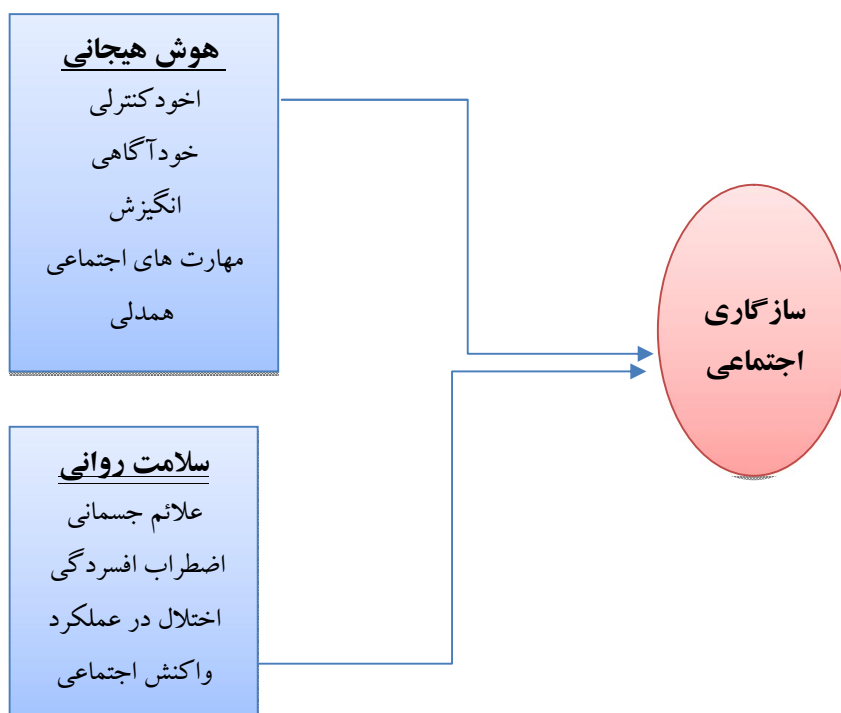 هوش هیجانی
اخودکنترلی
خودآگاهی
انگیزش
مهارت های اجتماعی
همدلی
سلامت روانی
علائم جسمانی
اضطراب افسردگی
اختلال در عملکرد
واکنش اجتماعی
سازگاری
اجتماعی